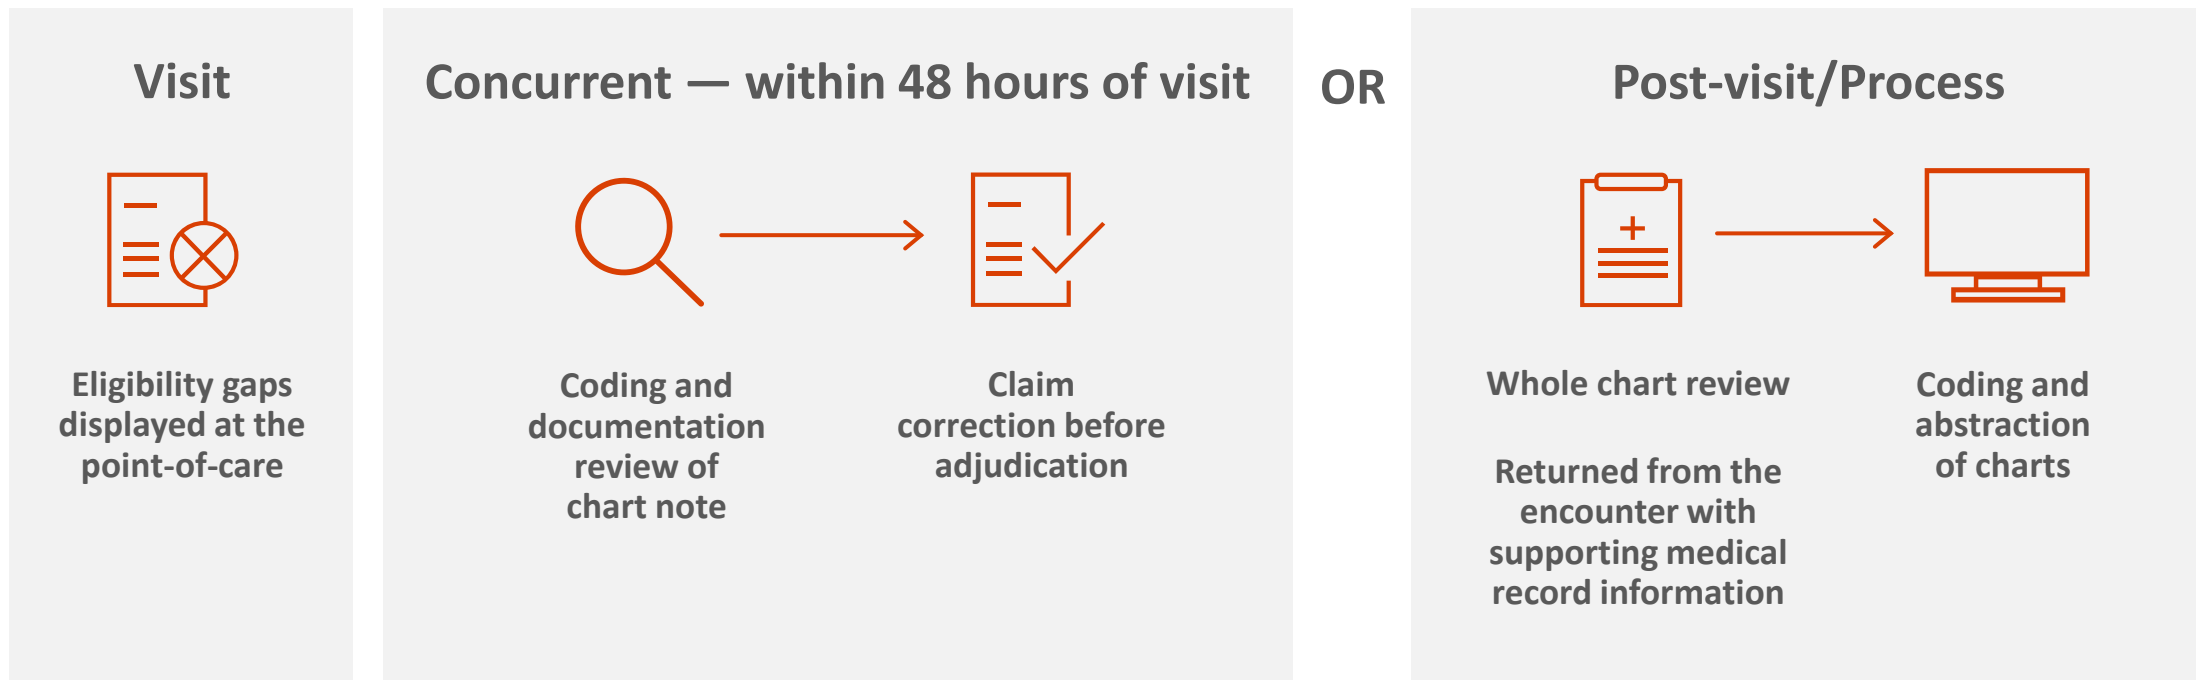 Visit
Eligibility gaps
displayed at the
point-of-care
Concurrent — within 48 hours of visit
Coding and
documentation
review of
chart note
Claim
correction before
adjudication
OR
Post-visit/Process
Whole chart review
Returned from the
encounter with
supporting medical
record information
Coding and
abstraction
of charts